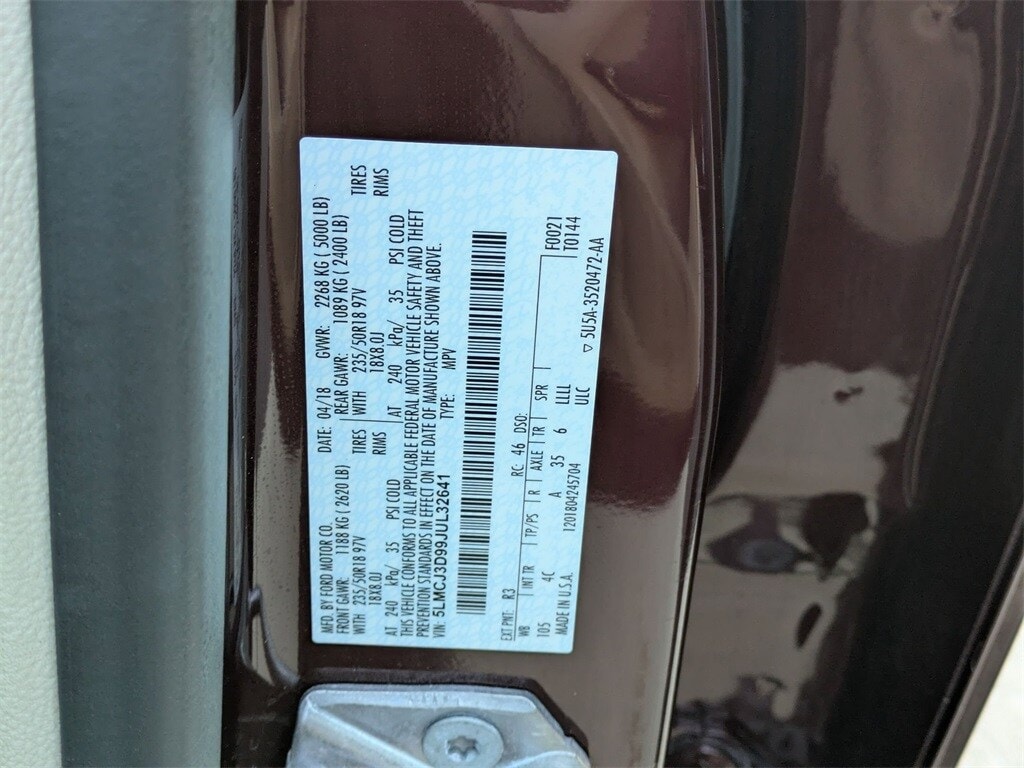 MFD. BY FORD MOTOR CO.
DATE: 04/18 GVWR: 2268 KG ( 5000 LB)
FRONT GAWR: 1188 KG ( 2620 LB) REAR GAWR: 1089 KG ( 2400 LB)
WITH 235/50R18 97V TIRES WITH 235/50R18 97V TIRES
18X8.0J RIMS 18X8.0J RIMS
AT 240 kPa/ 35 PSI COLD AT 240 kPa/ 35 PSI COLD
THIS VEHICLE CONFORMS TO ALL APPLICABLE FEDERAL MOTOR VEHICLE SAFETY AND THEFT
PREVENTION STANDARDS IN EFFECT ON THE DATE OF MANUFACTURE SHOWN ABOVE.
VIN: 5LMCJ3D99JUL32641 TYPE: MPV
EXT PNT: R3 RC: 46 DSO:
WB INT TR TP/PS R AXLE TR SPR F0021
105 4C A 35 6 LLLL T0144
MADE IN U.S.A. 1201804245704 ULC
▽ 5U5A-3520472-AA